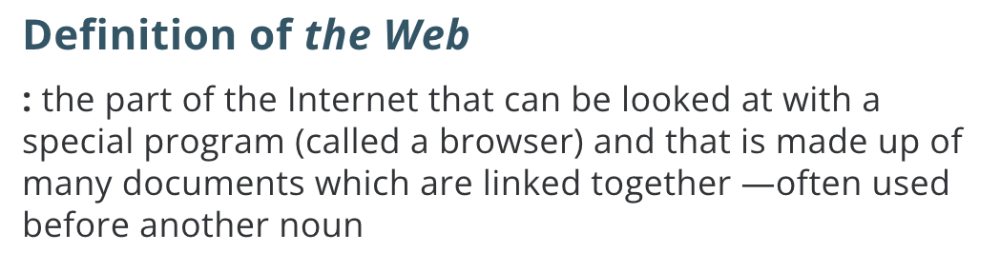 Definition of the Web
: the part of the Internet that can be looked at with a
special program (called a browser) and that is made up of
many documents which are linked together —often used
before another noun